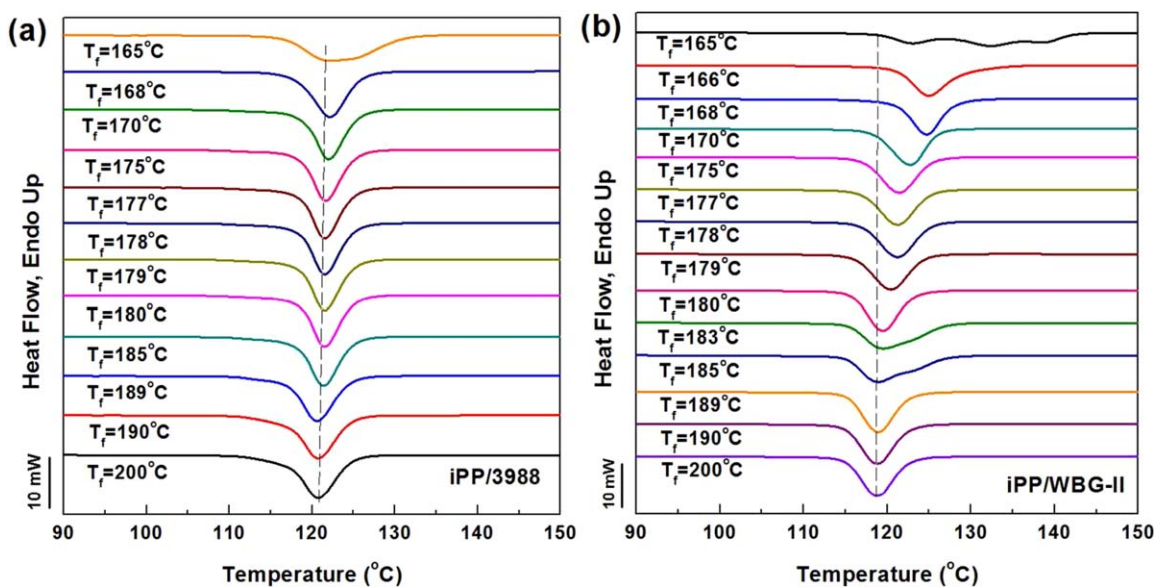 (a)
T_f=165°C
T_f=168°C
T_f=170°C
T_f=175°C
T_f=177°C
T_f=178°C
T_f=179°C
T_f=180°C
T_f=185°C
T_f=189°C
T_f=190°C
T_f=200°C
iPP/3988
10 mW
Heat Flow, Endo Up
90 100 110 120 130 140 150
Temperature (°C)
(b)
T_f=165°C
T_f=166°C
T_f=168°C
T_f=170°C
T_f=175°C
T_f=177°C
T_f=178°C
T_f=179°C
T_f=180°C
T_f=183°C
T_f=185°C
T_f=189°C
T_f=190°C
T_f=200°C
iPP/WBG-II
10 mW
Heat Flow, Endo Up
90 100 110 120 130 140 150
Temperature (°C)